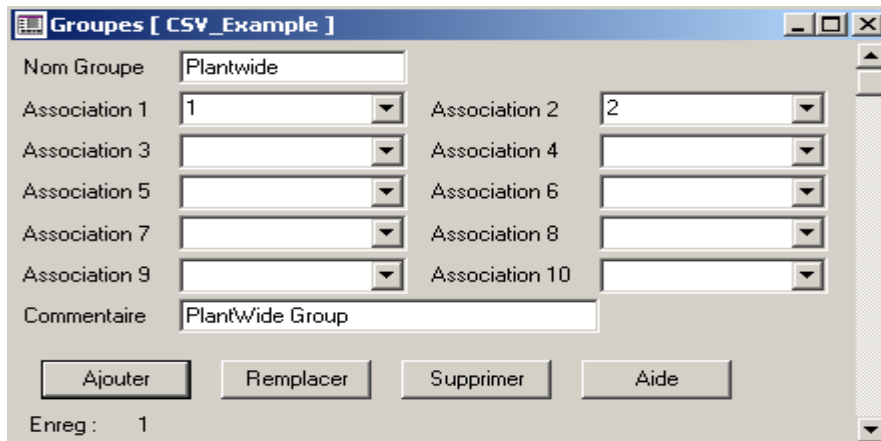 Groupes [ CSV_Example ]
Nom Groupe Plantwide
Association 1 1 Association 2 2
Association 3 Association 4
Association 5 Association 6
Association 7 Association 8
Association 9 Association 10
Commentaire PlantWide Group
Ajouter Remplacer Supprimer Aide
Enreg : 1